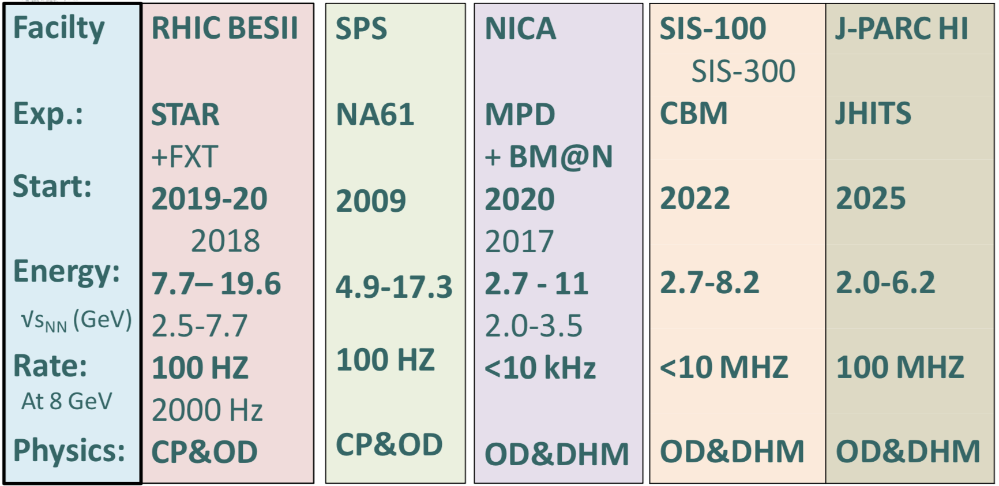 Facilty RHIC BESII SPS NICA SIS-100 J-PARC HI
SIS-300
Exp.: STAR NA61 MPD CBM JHITS
+FXT + BM@N
Start: 2019-20 2009 2020 2022 2025
2018 2017
Energy: 7.7– 19.6 4.9-17.3 2.7 - 11 2.7-8.2 2.0-6.2
√sNN (GeV) 2.5-7.7 2.0-3.5
Rate: 100 HZ 100 HZ <10 kHz <10 MHZ 100 MHZ
At 8 GeV 2000 Hz
Physics: CP&OD CP&OD OD&DHM OD&DHM OD&DHM